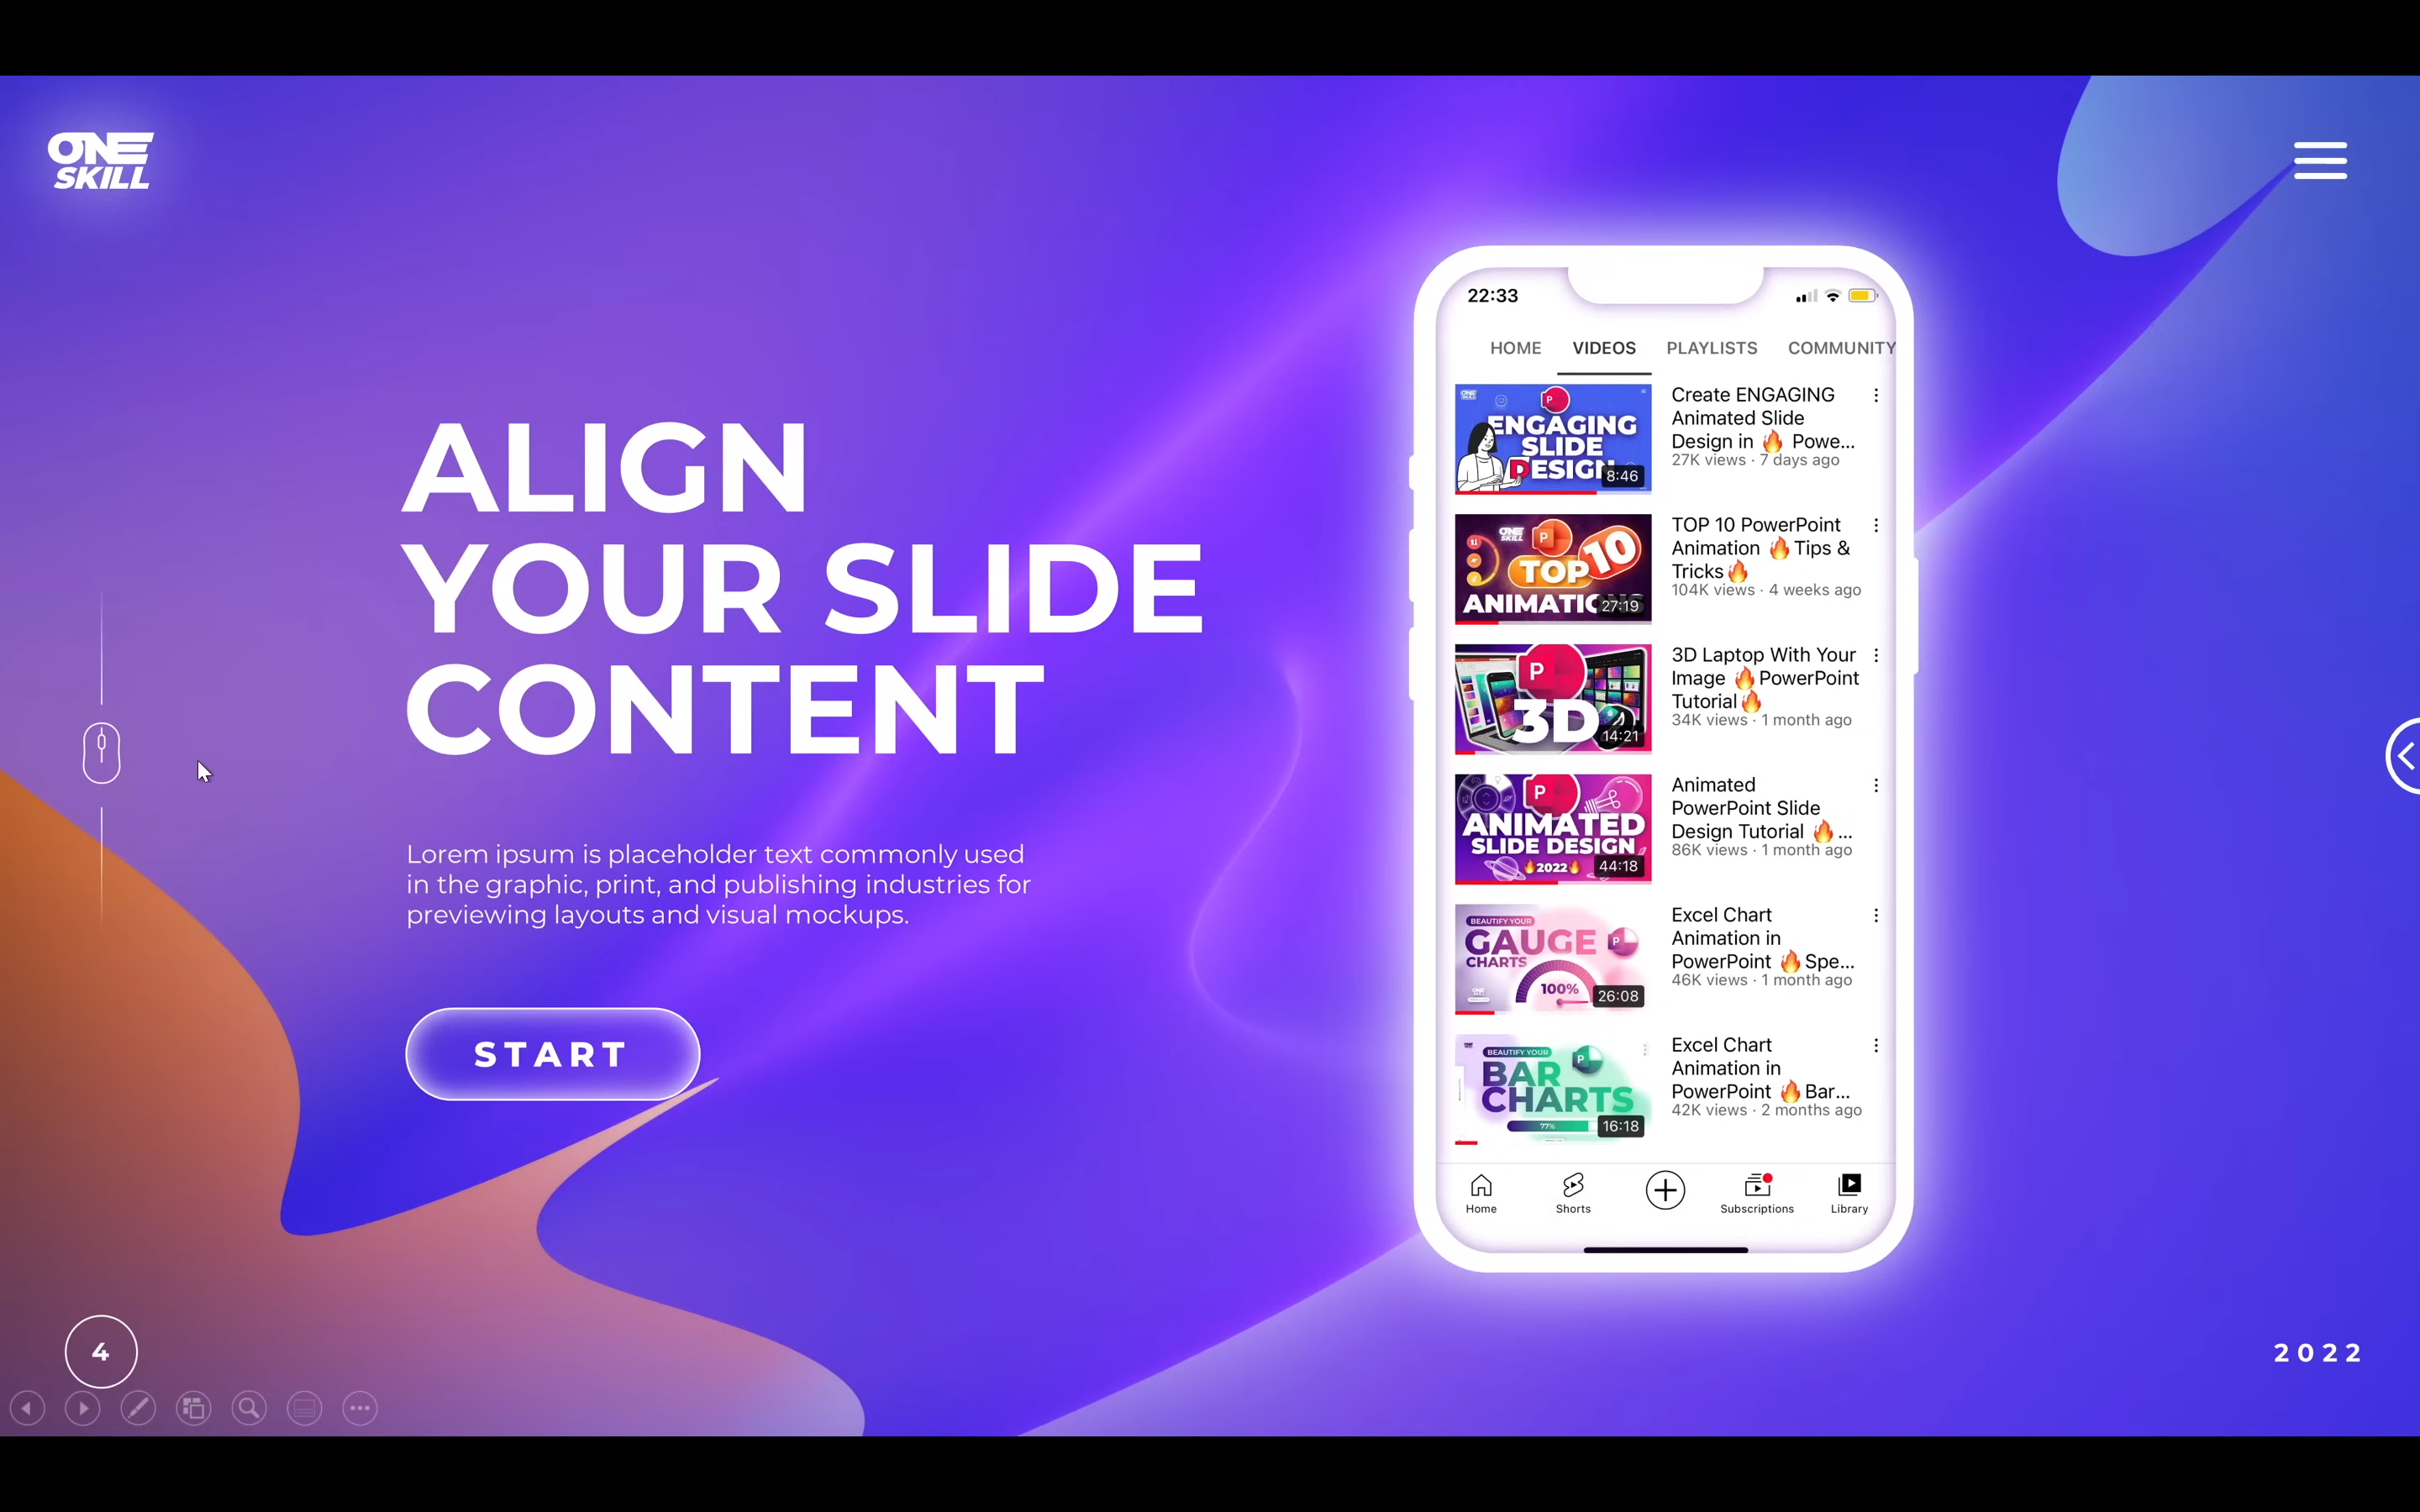 ONE
SKILL
ALIGN
YOUR SLIDE
CONTENT
Lorem ipsum is placeholder text commonly used
in the graphic, print, and publishing industries for
previewing layouts and visual mockups.
START
4
22:33
HOME VIDEOS PLAYLISTS COMMUNITY
ENGAGING
SLIDE
DESIGN
8:46
Create ENGAGING
Animated Slide
Design in 🔥 Powe...
27K views · 7 days ago
ONE
SKILL
P
TOP 10
ANIMATIONS
27:19
TOP 10 PowerPoint
Animation 🔥Tips &
Tricks🔥
104K views · 4 weeks ago
P
3D
14:21
3D Laptop With Your
Image 🔥PowerPoint
Tutorial🔥
34K views · 1 month ago
P
ANIMATED
SLIDE DESIGN
🔥2022🔥
44:18
Animated
PowerPoint Slide
Design Tutorial 🔥...
86K views · 1 month ago
BEAUTIFY YOUR
GAUGE
CHARTS
P
100%
26:08
Excel Chart
Animation in
PowerPoint 🔥Spe...
46K views · 1 month ago
BEAUTIFY YOUR
BAR
CHARTS
P
77%
16:18
Excel Chart
Animation in
PowerPoint 🔥Bar...
42K views · 2 months ago
Home Shorts Subscriptions Library
2022